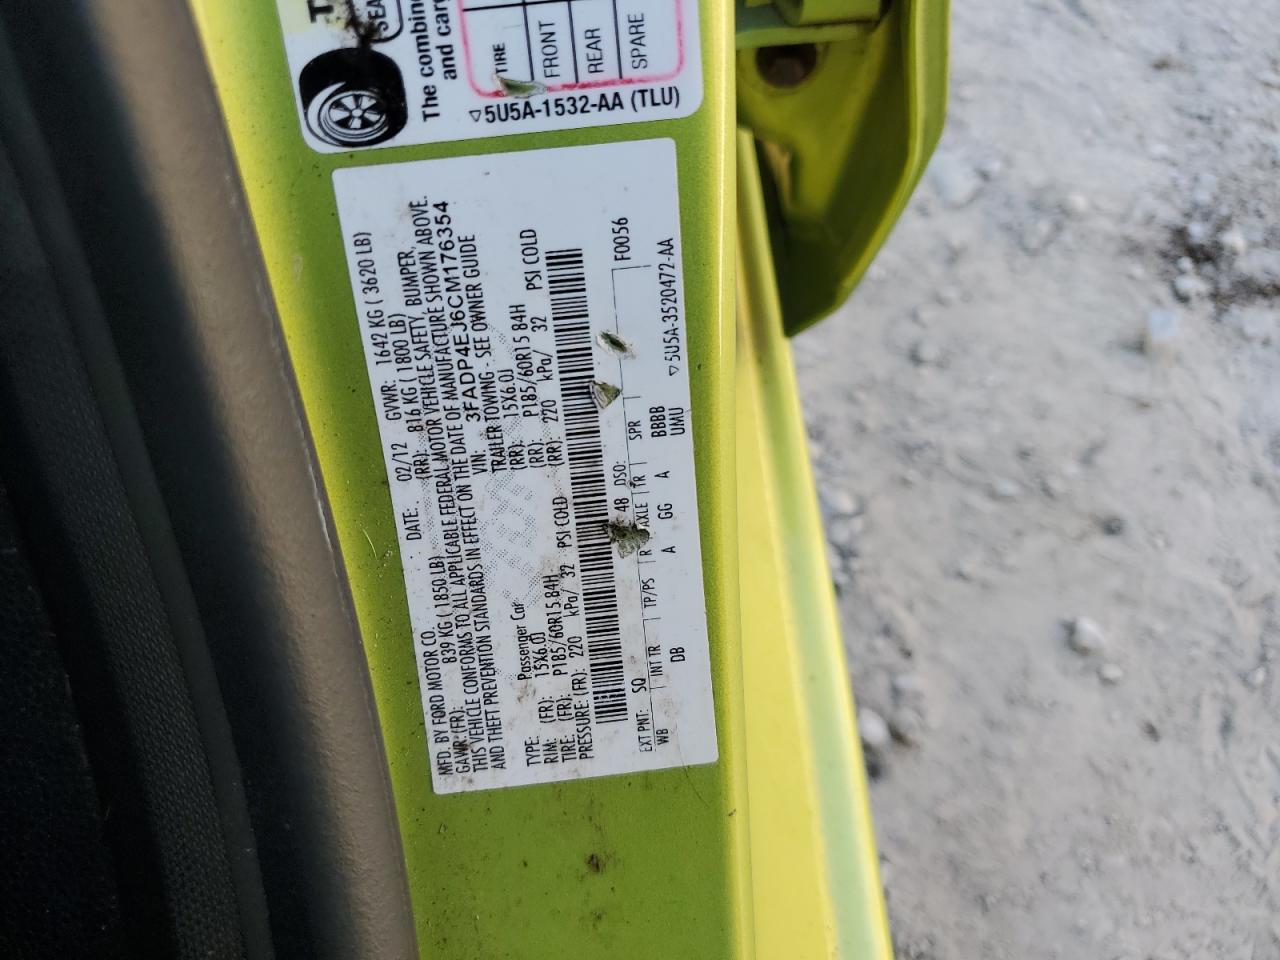 SEA
The combine
and carg
TIRE
FRONT
REAR
SPARE
5U5A-1532-AA (TLU)
MFD. BY FORD MOTOR CO.
DATE: 02/12 GVWR: 1642 KG ( 3620 LB)
GAWR: (FR): 839 KG ( 1850 LB) (RR): 816 KG ( 1800 LB)
THIS VEHICLE CONFORMS TO ALL APPLICABLE FEDERAL MOTOR VEHICLE SAFETY, BUMPER,
AND THEFT PREVENTION STANDARDS IN EFFECT ON THE DATE OF MANUFACTURE SHOWN ABOVE.
VIN: 3FADP4EJ6CM176354
TYPE: Passenger Car TRAILER TOWING - SEE OWNER GUIDE
RIM: (FR): 15X6.0J (RR): 15X6.0J
TIRE: (FR): P185/60R15 84H (RR): P185/60R15 84H
PRESSURE: (FR): 220 kPa/ 32 PSI COLD (RR): 220 kPa/ 32 PSI COLD
EXT PNT: SQ 48 DSO: F0056
WB INT TR TP/PS R AXLE TR SPR
DB A GG A BBBB
UMU
5U5A-3520472-AA